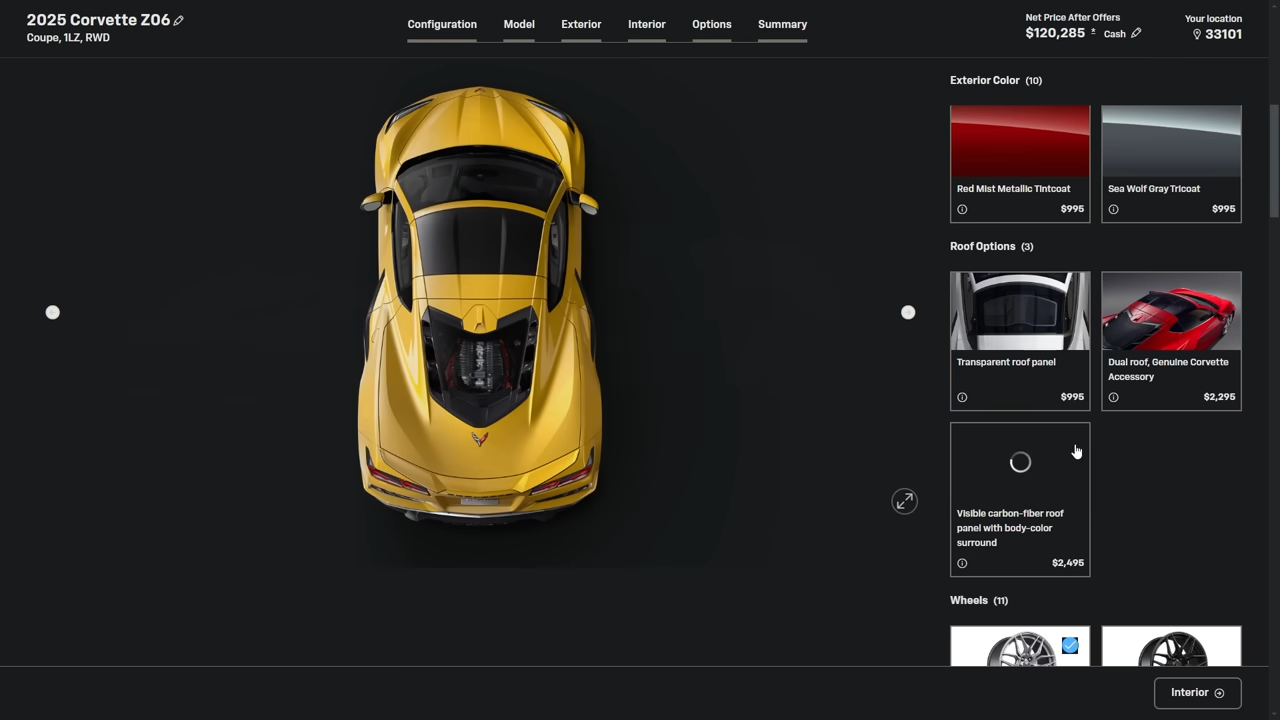 2025 Corvette Z06
Coupe, 1LZ, RWD
Configuration
Model
Exterior
Interior
Options
Summary
Net Price After Offers
$120,285 * Cash
Your location
33101
Exterior Color (10)
Red Mist Metallic Tintcoat
$995
Sea Wolf Gray Tricoat
$995
Roof Options (3)
Transparent roof panel
$995
Dual roof, Genuine Corvette
Accessory
$2,295
Visible carbon-fiber roof
panel with body-color
surround
$2,495
Wheels (11)
Interior